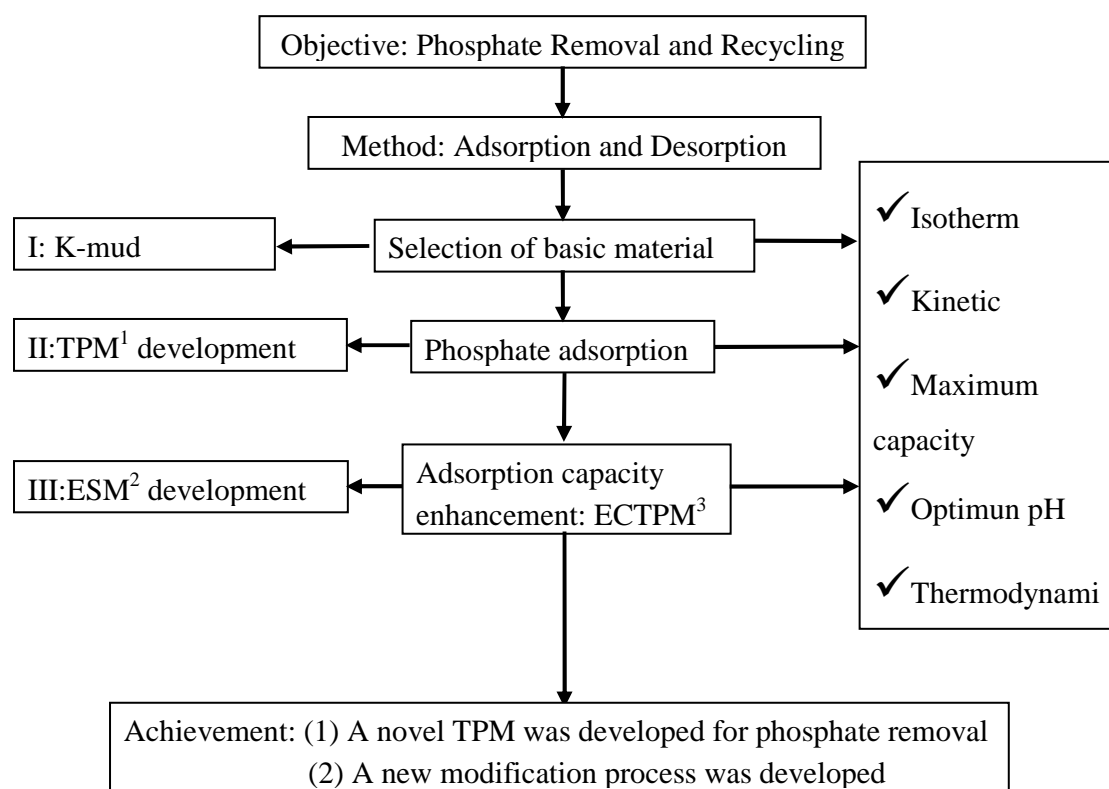 Objective: Phosphate Removal and Recycling
Method: Adsorption and Desorption
I: K-mud
Selection of basic material
II:TPM¹ development
Phosphate adsorption
III:ESM² development
Adsorption capacity
enhancement: ECTPM³
✓Isotherm
✓Kinetic
✓Maximum
capacity
✓Optimun pH
✓Thermodynami
Achievement: (1) A novel TPM was developed for phosphate removal
(2) A new modification process was developed